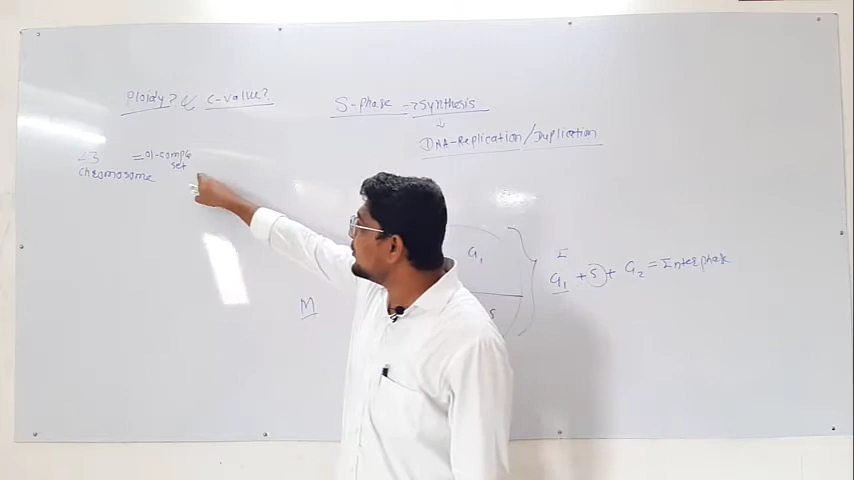 Ploidy? & C-value?
S-phase → Synthesis
↓
DNA-Replication/Duplication
23 = 01-comple
chromosome set
G1
I
G1 + S + G2 = Interphase
M
S